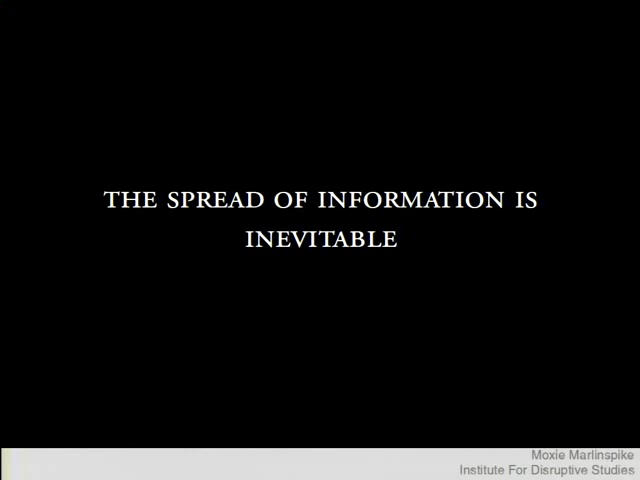 THE SPREAD OF INFORMATION IS
INEVITABLE
Moxie Marlinspike
Institute For Disruptive Studies